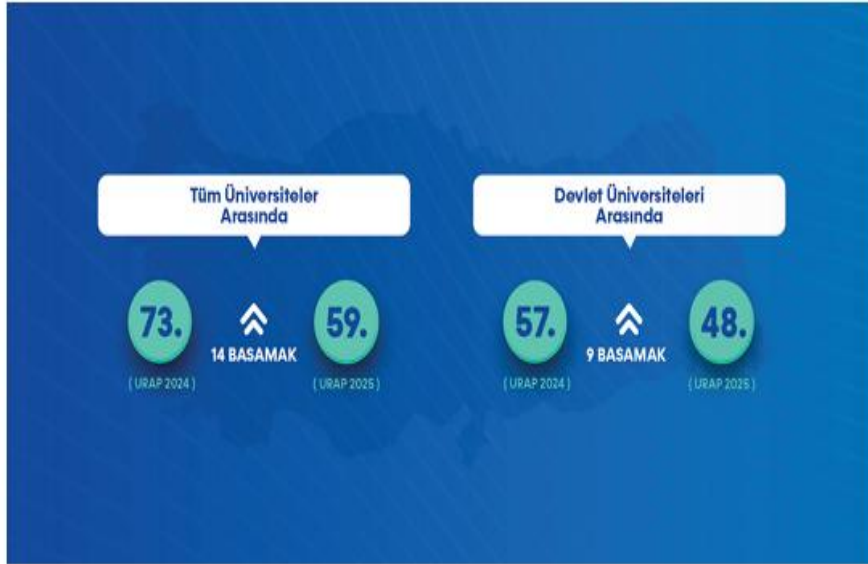 Tüm Üniversiteler
Arasında
73.
14 BASAMAK
59.
( URAP 2024 )
( URAP 2025 )
Devlet Üniversiteleri
Arasında
57.
9 BASAMAK
48.
( URAP 2024 )
( URAP 2025 )